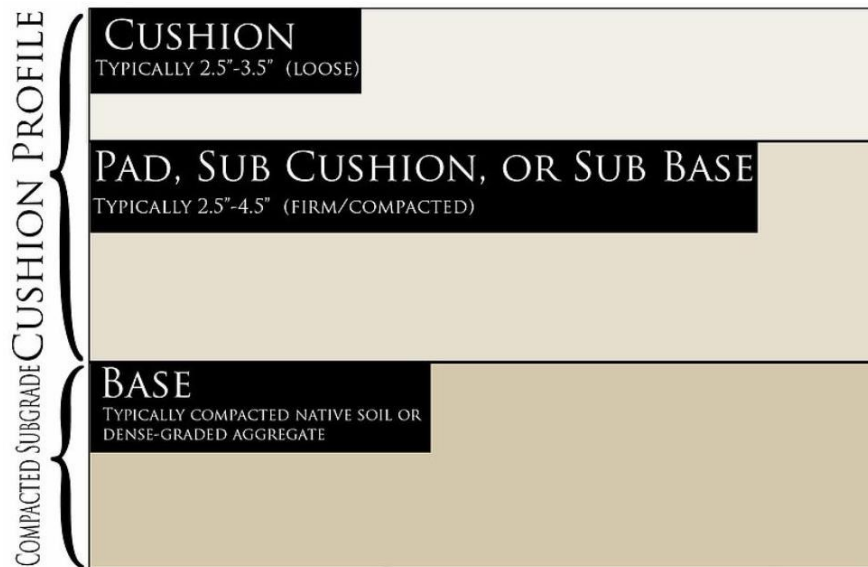 CUSHION PROFILE
CUSHION
TYPICALLY 2.5"-3.5" (LOOSE)
PAD, SUB CUSHION, OR SUB BASE
TYPICALLY 2.5"-4.5" (FIRM/COMPACTED)
COMPACTED SUBGRADE
BASE
TYPICALLY COMPACTED NATIVE SOIL OR
DENSE-GRADED AGGREGATE